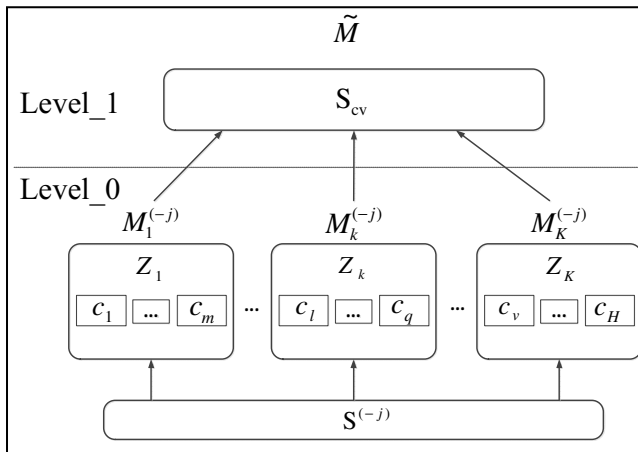 M̃
Level_1
S_cv
Level_0
M_1^(-j) M_k^(-j) M_K^(-j)
Z_1 Z_k Z_K
c_1 ... c_m ... c_l ... c_q ... c_v ... c_H
S^(-j)